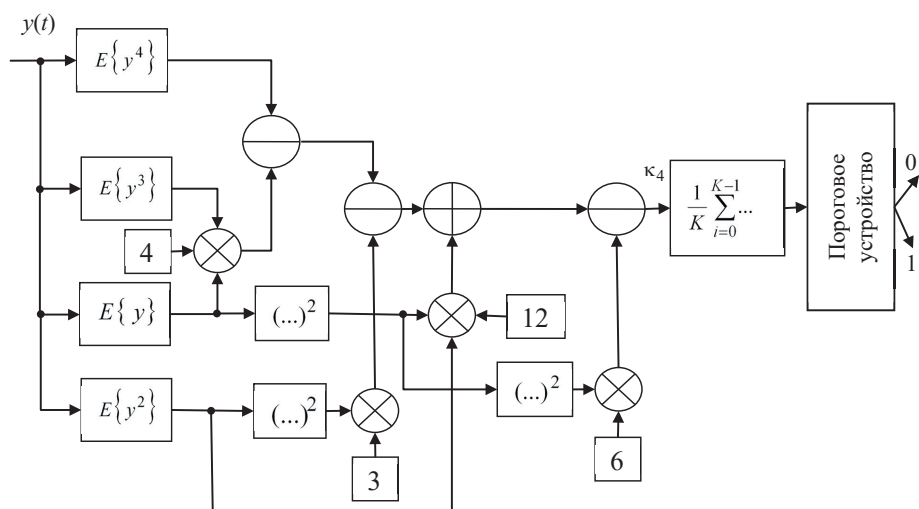 y(t)
E{y⁴}
E{y³}
4
E{y}
(...)²
12
E{y²}
(...)²
3
(...)²
6
κ₄
1/K ∑_{i=0}^{K−1} ...
Пороговое
устройство
0
1